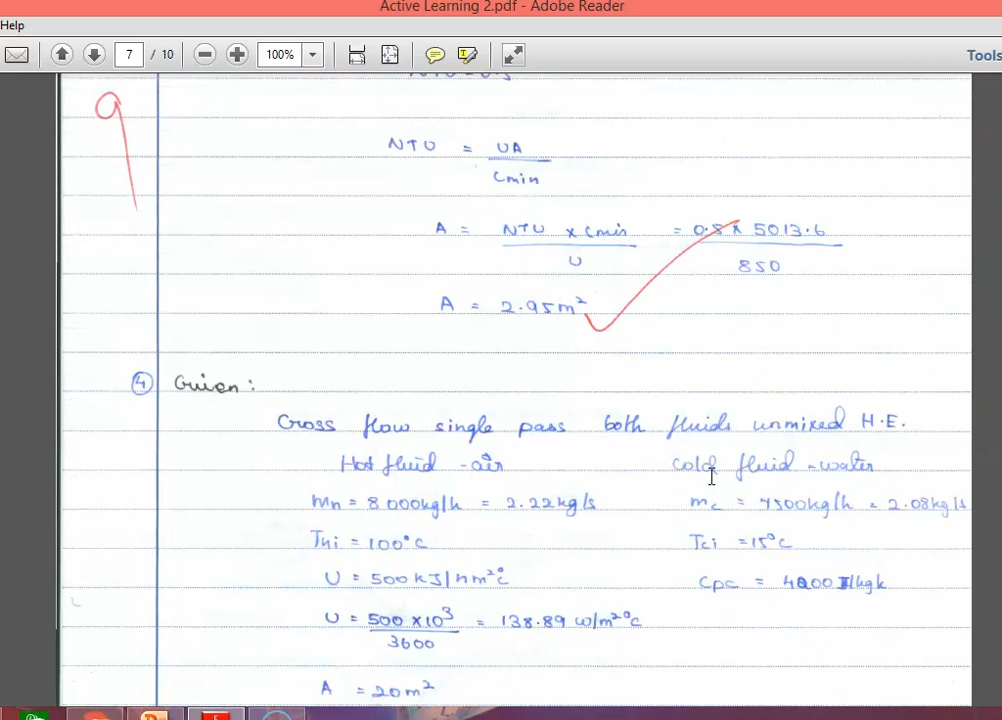 Active Learning 2.pdf - Adobe Reader
Help
7 / 10 100% Tools
9
NTU = UA
Cmin
A = NTU x Cmin = 0.5 x 5013.6
U 850
A = 2.95m²
4 Given:
Cross flow single pass both fluids unmixed H.E.
Hot fluid - air cold fluid - water
mh = 8000kg/h = 2.22kg/s mc = 7500kg/h = 2.08kg/s
Thi = 100°C Tci = 15°C
U = 500 kJ/hm²°C Cpc = 4200 J/kgk
U = 500 x10³ = 138.89 w/m²°C
3600
A = 20m²